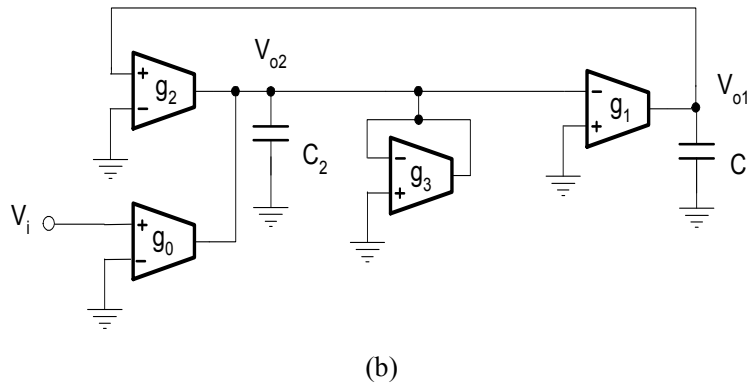 V_o2
V_o1
+
g_2
−
−
g_1
+
C_2
−
g_3
+
C
V_i
+
g_0
−
(b)